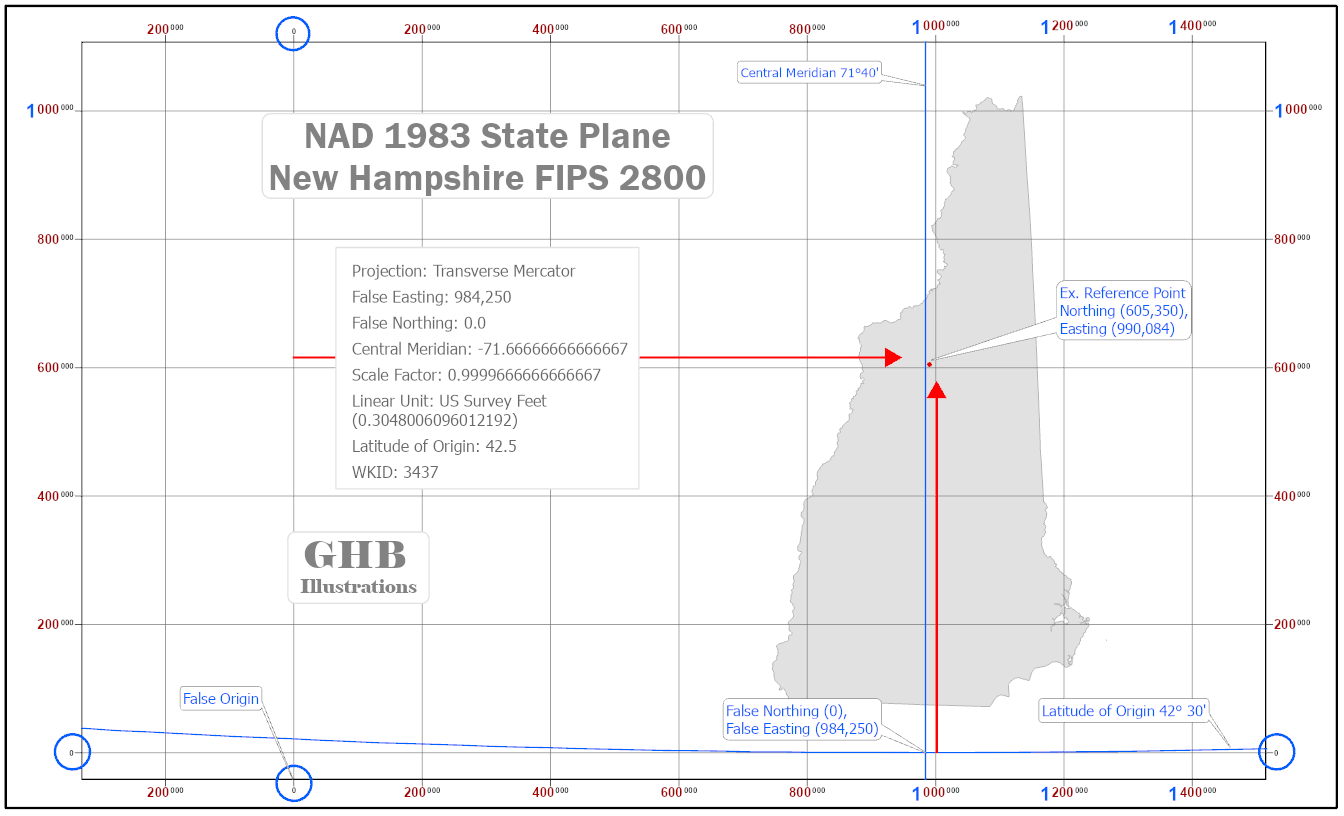 200000 0 200000 400000 600000 800000 1000000 1200000 1400000
Central Meridian 71°40'
1000000 1000000
NAD 1983 State Plane
New Hampshire FIPS 2800
800000 800000
Projection: Transverse Mercator
False Easting: 984,250
False Northing: 0.0
Central Meridian: -71.66666666666667
Scale Factor: 0.9999666666666667
Linear Unit: US Survey Feet
(0.3048006096012192)
Latitude of Origin: 42.5
WKID: 3437
Ex. Reference Point
Northing (605,350),
Easting (990,084)
600000 600000
400000 400000
GHB
Illustrations
200000 200000
False Origin
False Northing (0),
False Easting (984,250)
Latitude of Origin 42° 30'
0 0
200000 0 200000 400000 600000 800000 1000000 1200000 1400000